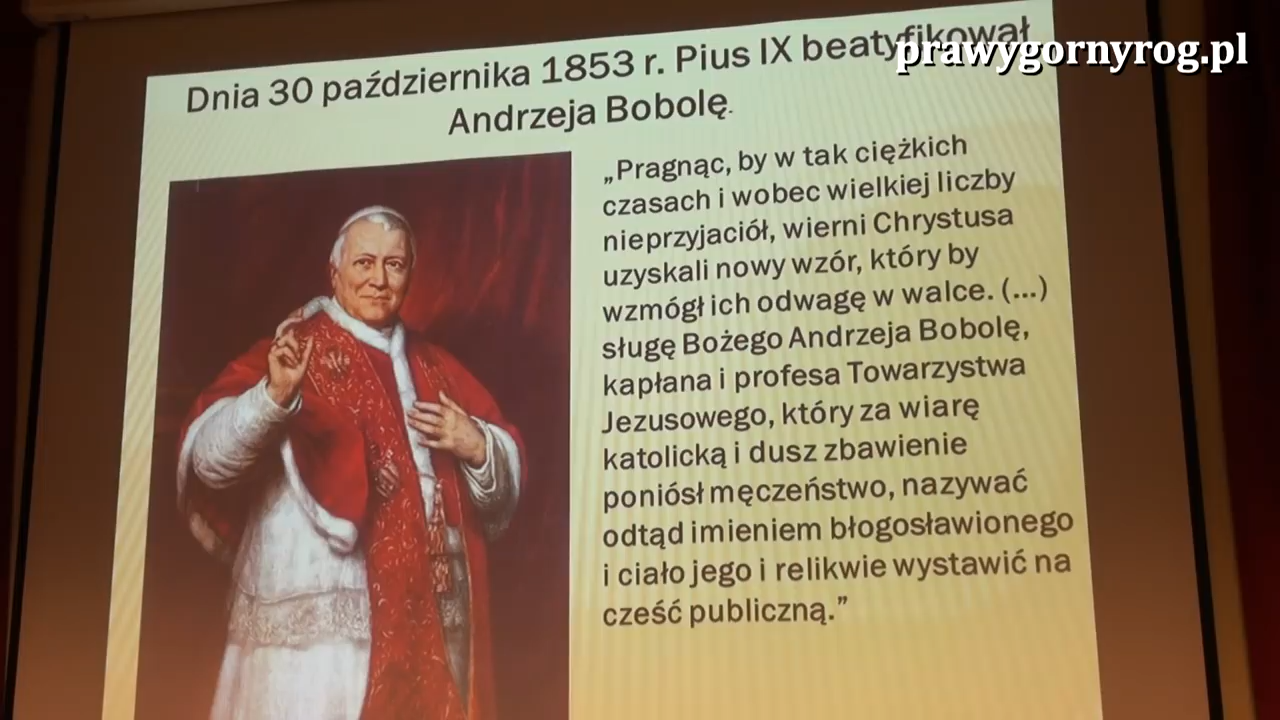 prawygornyrog.pl
Dnia 30 października 1853 r. Pius IX beatyfikował
Andrzeja Bobolę.
„Pragnąc, by w tak ciężkich
czasach i wobec wielkiej liczby
nieprzyjaciół, wierni Chrystusa
uzyskali nowy wzór, który by
wzmógł ich odwagę w walce. (...)
sługę Bożego Andrzeja Bobolę,
kapłana i profesa Towarzystwa
Jezusowego, który za wiarę
katolicką i dusz zbawienie
poniósł męczeństwo, nazywać
odtąd imieniem błogosławionego
i ciało jego i relikwie wystawić na
cześć publiczną.”